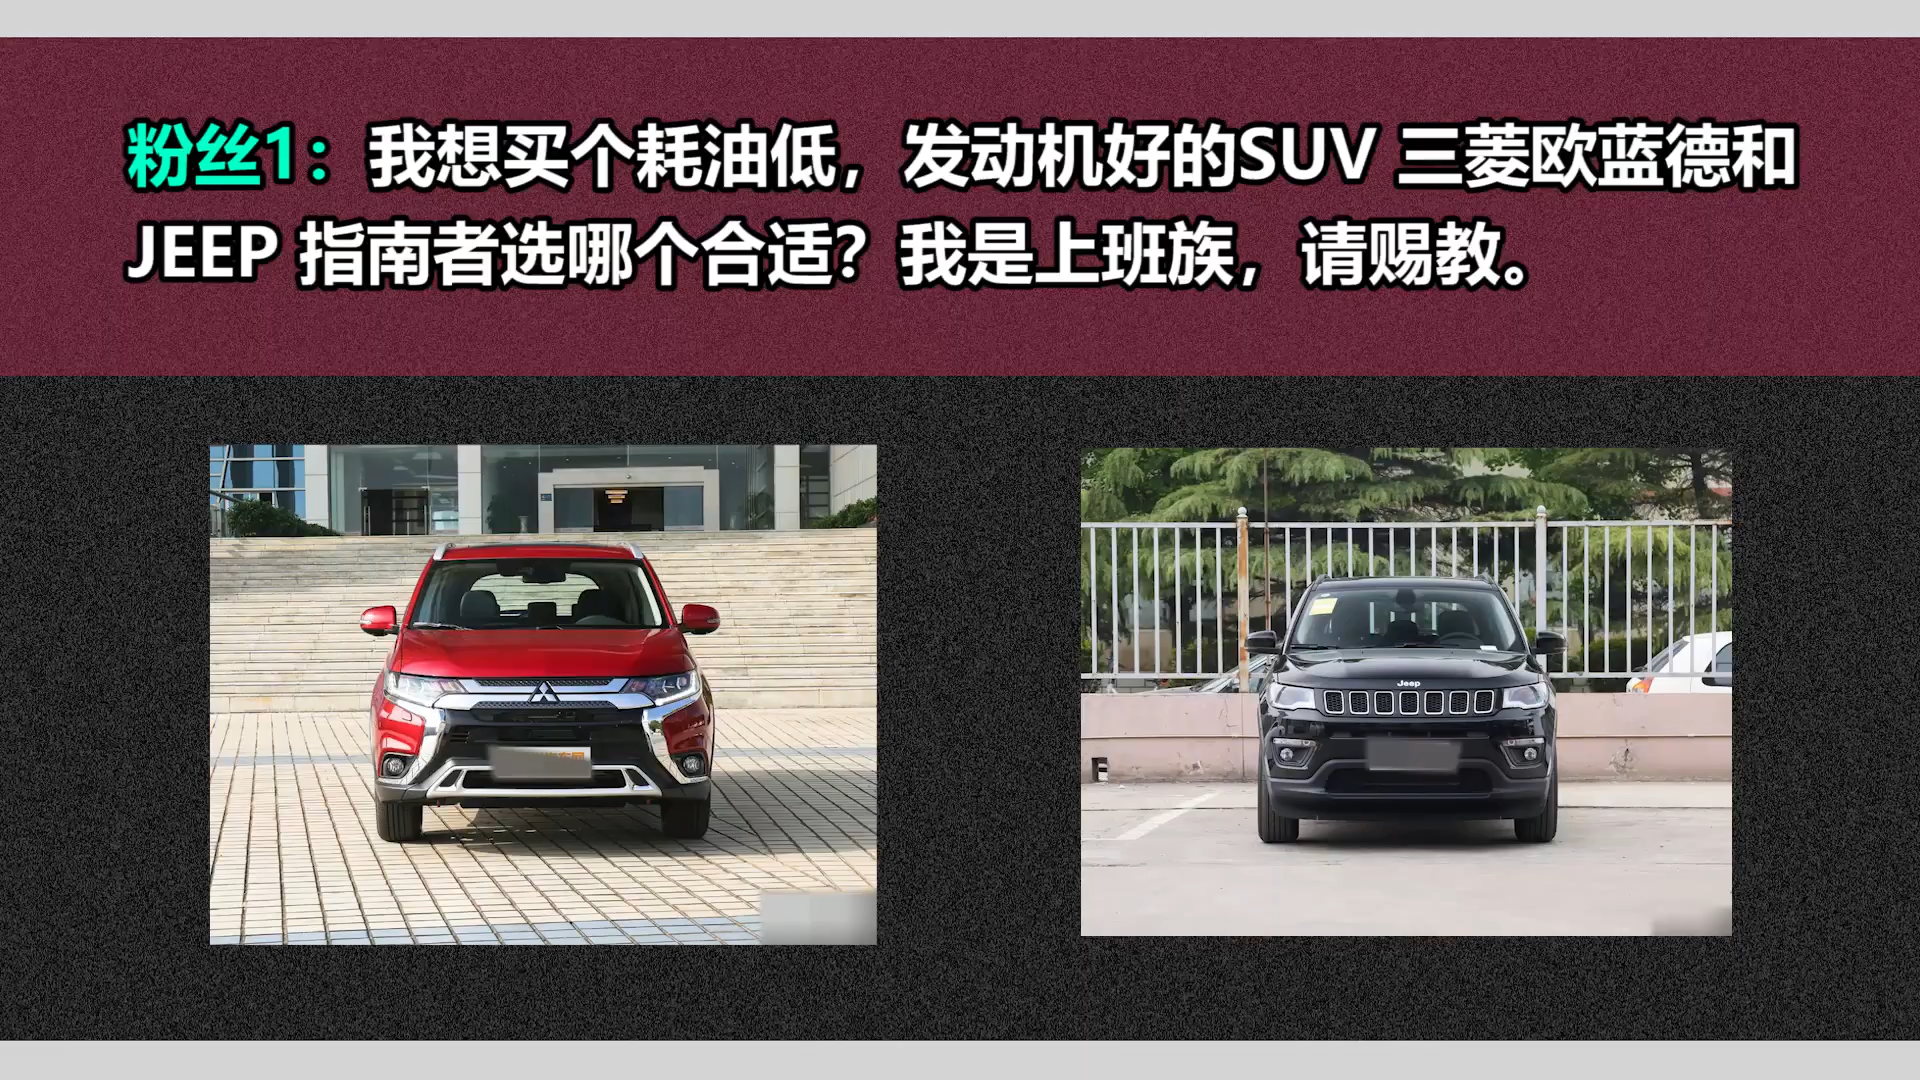 粉丝1：我想买个耗油低，发动机好的SUV 三菱欧蓝德和
JEEP 指南者选哪个合适？我是上班族，请赐教。
Jeep